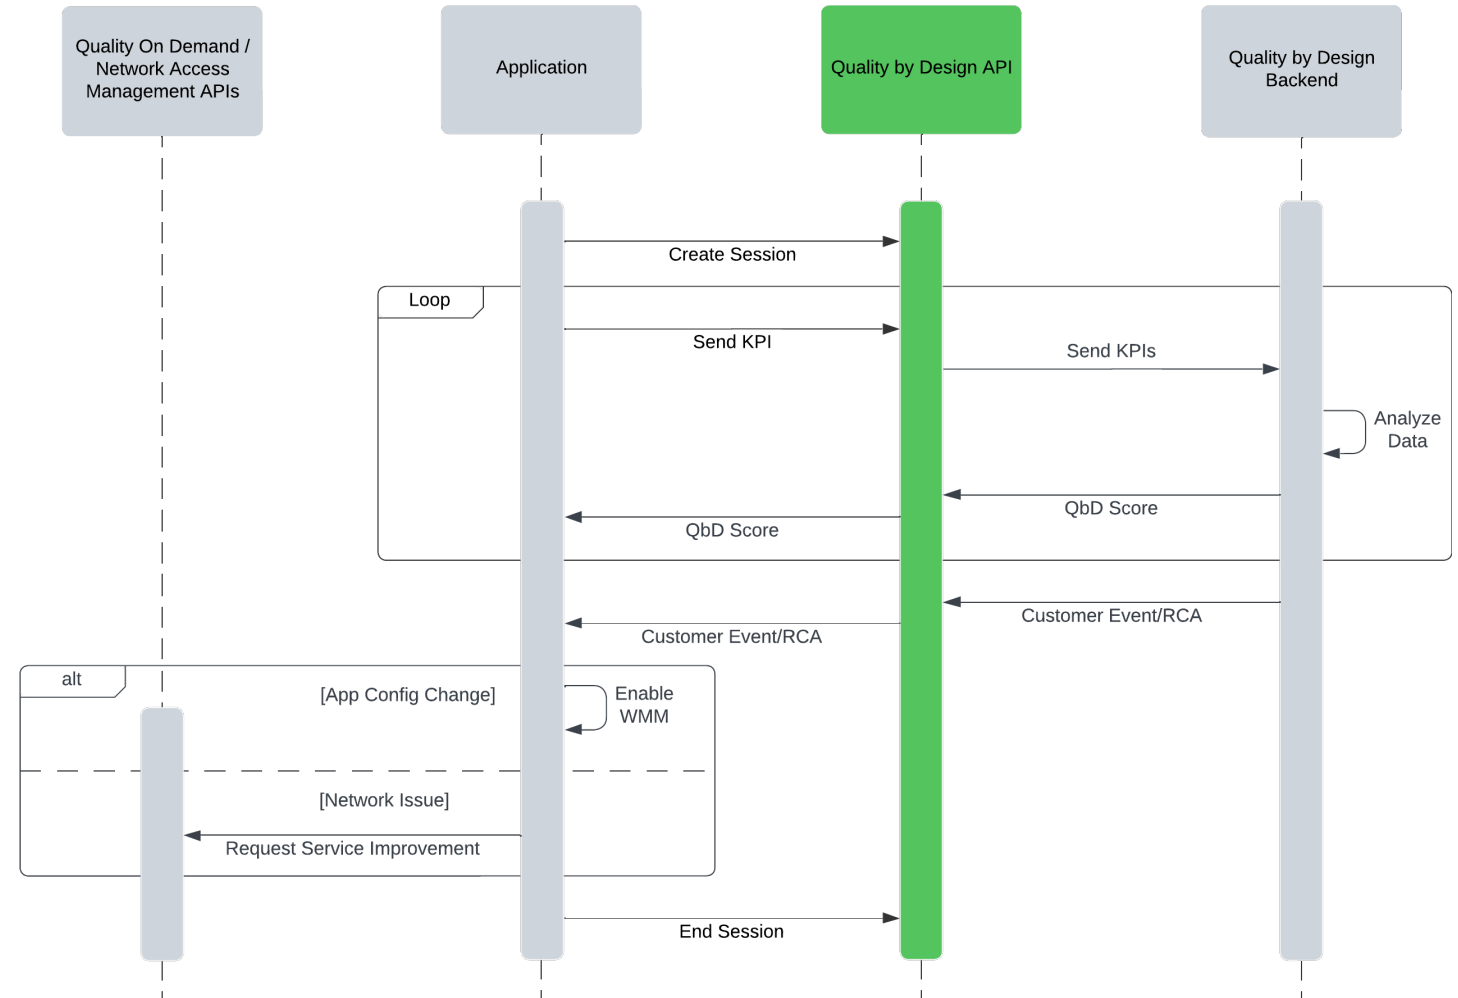 Quality On Demand /
Network Access
Management APIs
Application
Quality by Design API
Quality by Design
Backend
Create Session
Loop
Send KPI
Send KPIs
Analyze
Data
QbD Score
QbD Score
Customer Event/RCA
Customer Event/RCA
alt
[App Config Change]
Enable
WMM
[Network Issue]
Request Service Improvement
End Session